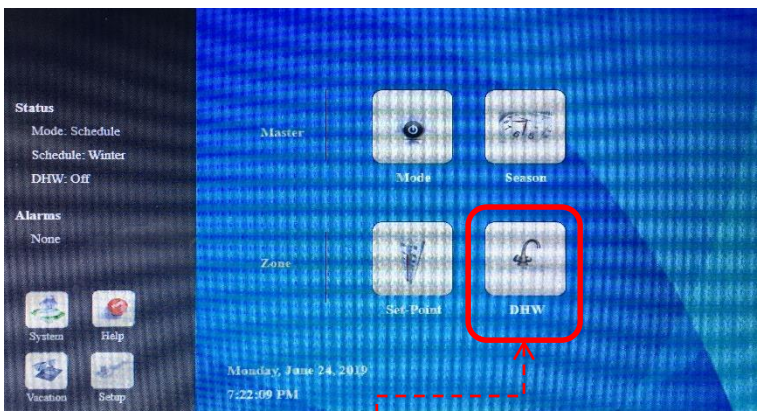 Status
Mode: Schedule
Schedule: Winter
DHW: Off
Alarms
None
System
Help
Vacation
Setup
Master
Mode
Season
Zone
Set-Point
DHW
Monday, June 24, 2019
7:22:09 PM